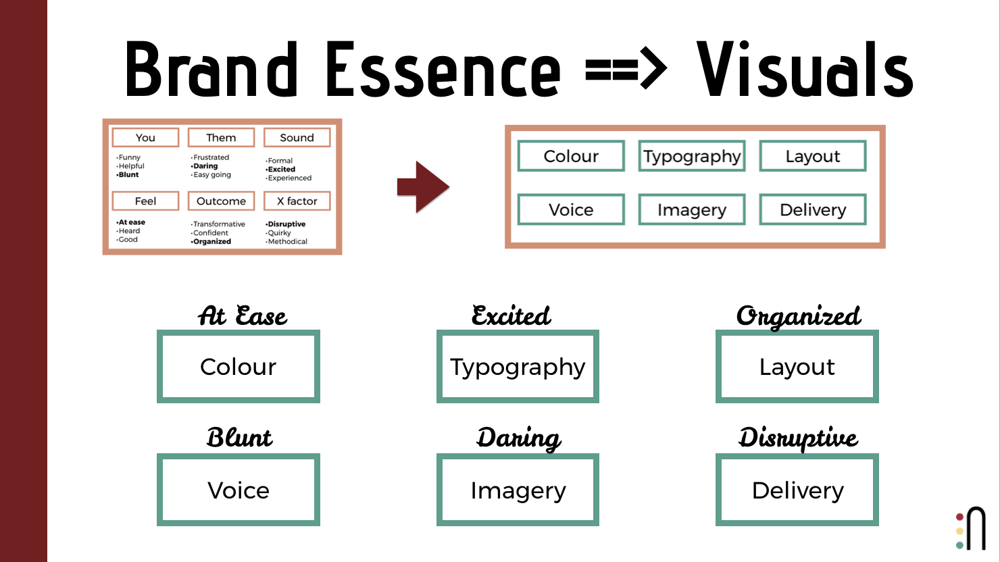 Brand Essence ==> Visuals
You
Them
Sound
•Funny
•Helpful
•Blunt
•Frustrated
•Daring
•Easy going
•Formal
•Excited
•Experienced
Feel
Outcome
X factor
•At ease
•Heard
•Good
•Transformative
•Confident
•Organized
•Disruptive
•Quirky
•Methodical
Colour
Typography
Layout
Voice
Imagery
Delivery
At Ease
Colour
Excited
Typography
Organized
Layout
Blunt
Voice
Daring
Imagery
Disruptive
Delivery
:n